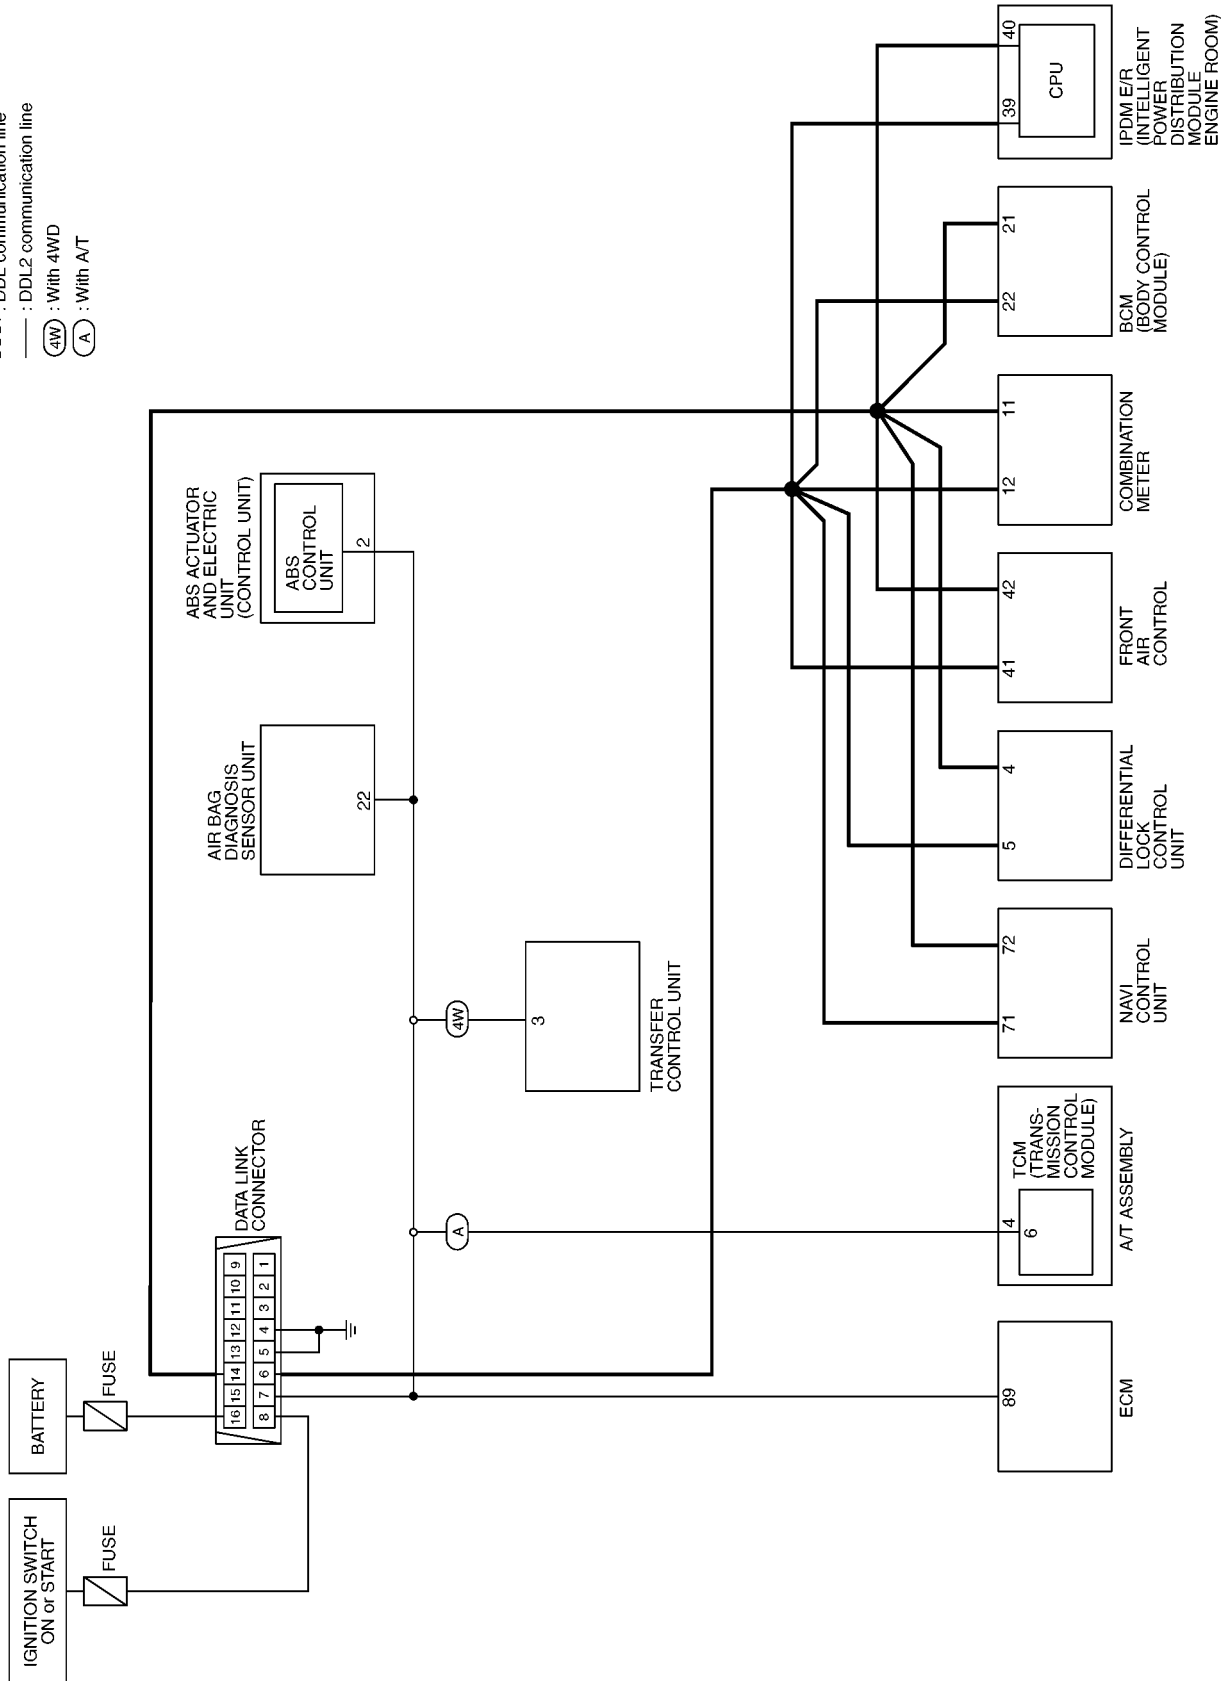 : DDL communication line
: DDL2 communication line
4W : With 4WD
A : With A/T
IGNITION SWITCH
ON or START
BATTERY
FUSE
FUSE
DATA LINK
CONNECTOR
16 15 14 13 12 11 10 9
8 7 6 5 4 3 2 1
AIR BAG
DIAGNOSIS
SENSOR UNIT
22
ABS ACTUATOR
AND ELECTRIC
UNIT
(CONTROL UNIT)
ABS
CONTROL
UNIT
2
A
4W
3
TRANSFER
CONTROL UNIT
89
ECM
4
6
TCM
(TRANS-
MISSION
CONTROL
MODULE)
A/T ASSEMBLY
71 72
NAVI
CONTROL
UNIT
5 4
DIFFERENTIAL
LOCK
CONTROL
UNIT
41 42
FRONT
AIR
CONTROL
12 11
COMBINATION
METER
22 21
BCM
(BODY CONTROL
MODULE)
39 40
CPU
IPDM E/R
(INTELLIGENT
POWER
DISTRIBUTION
MODULE
ENGINE ROOM)